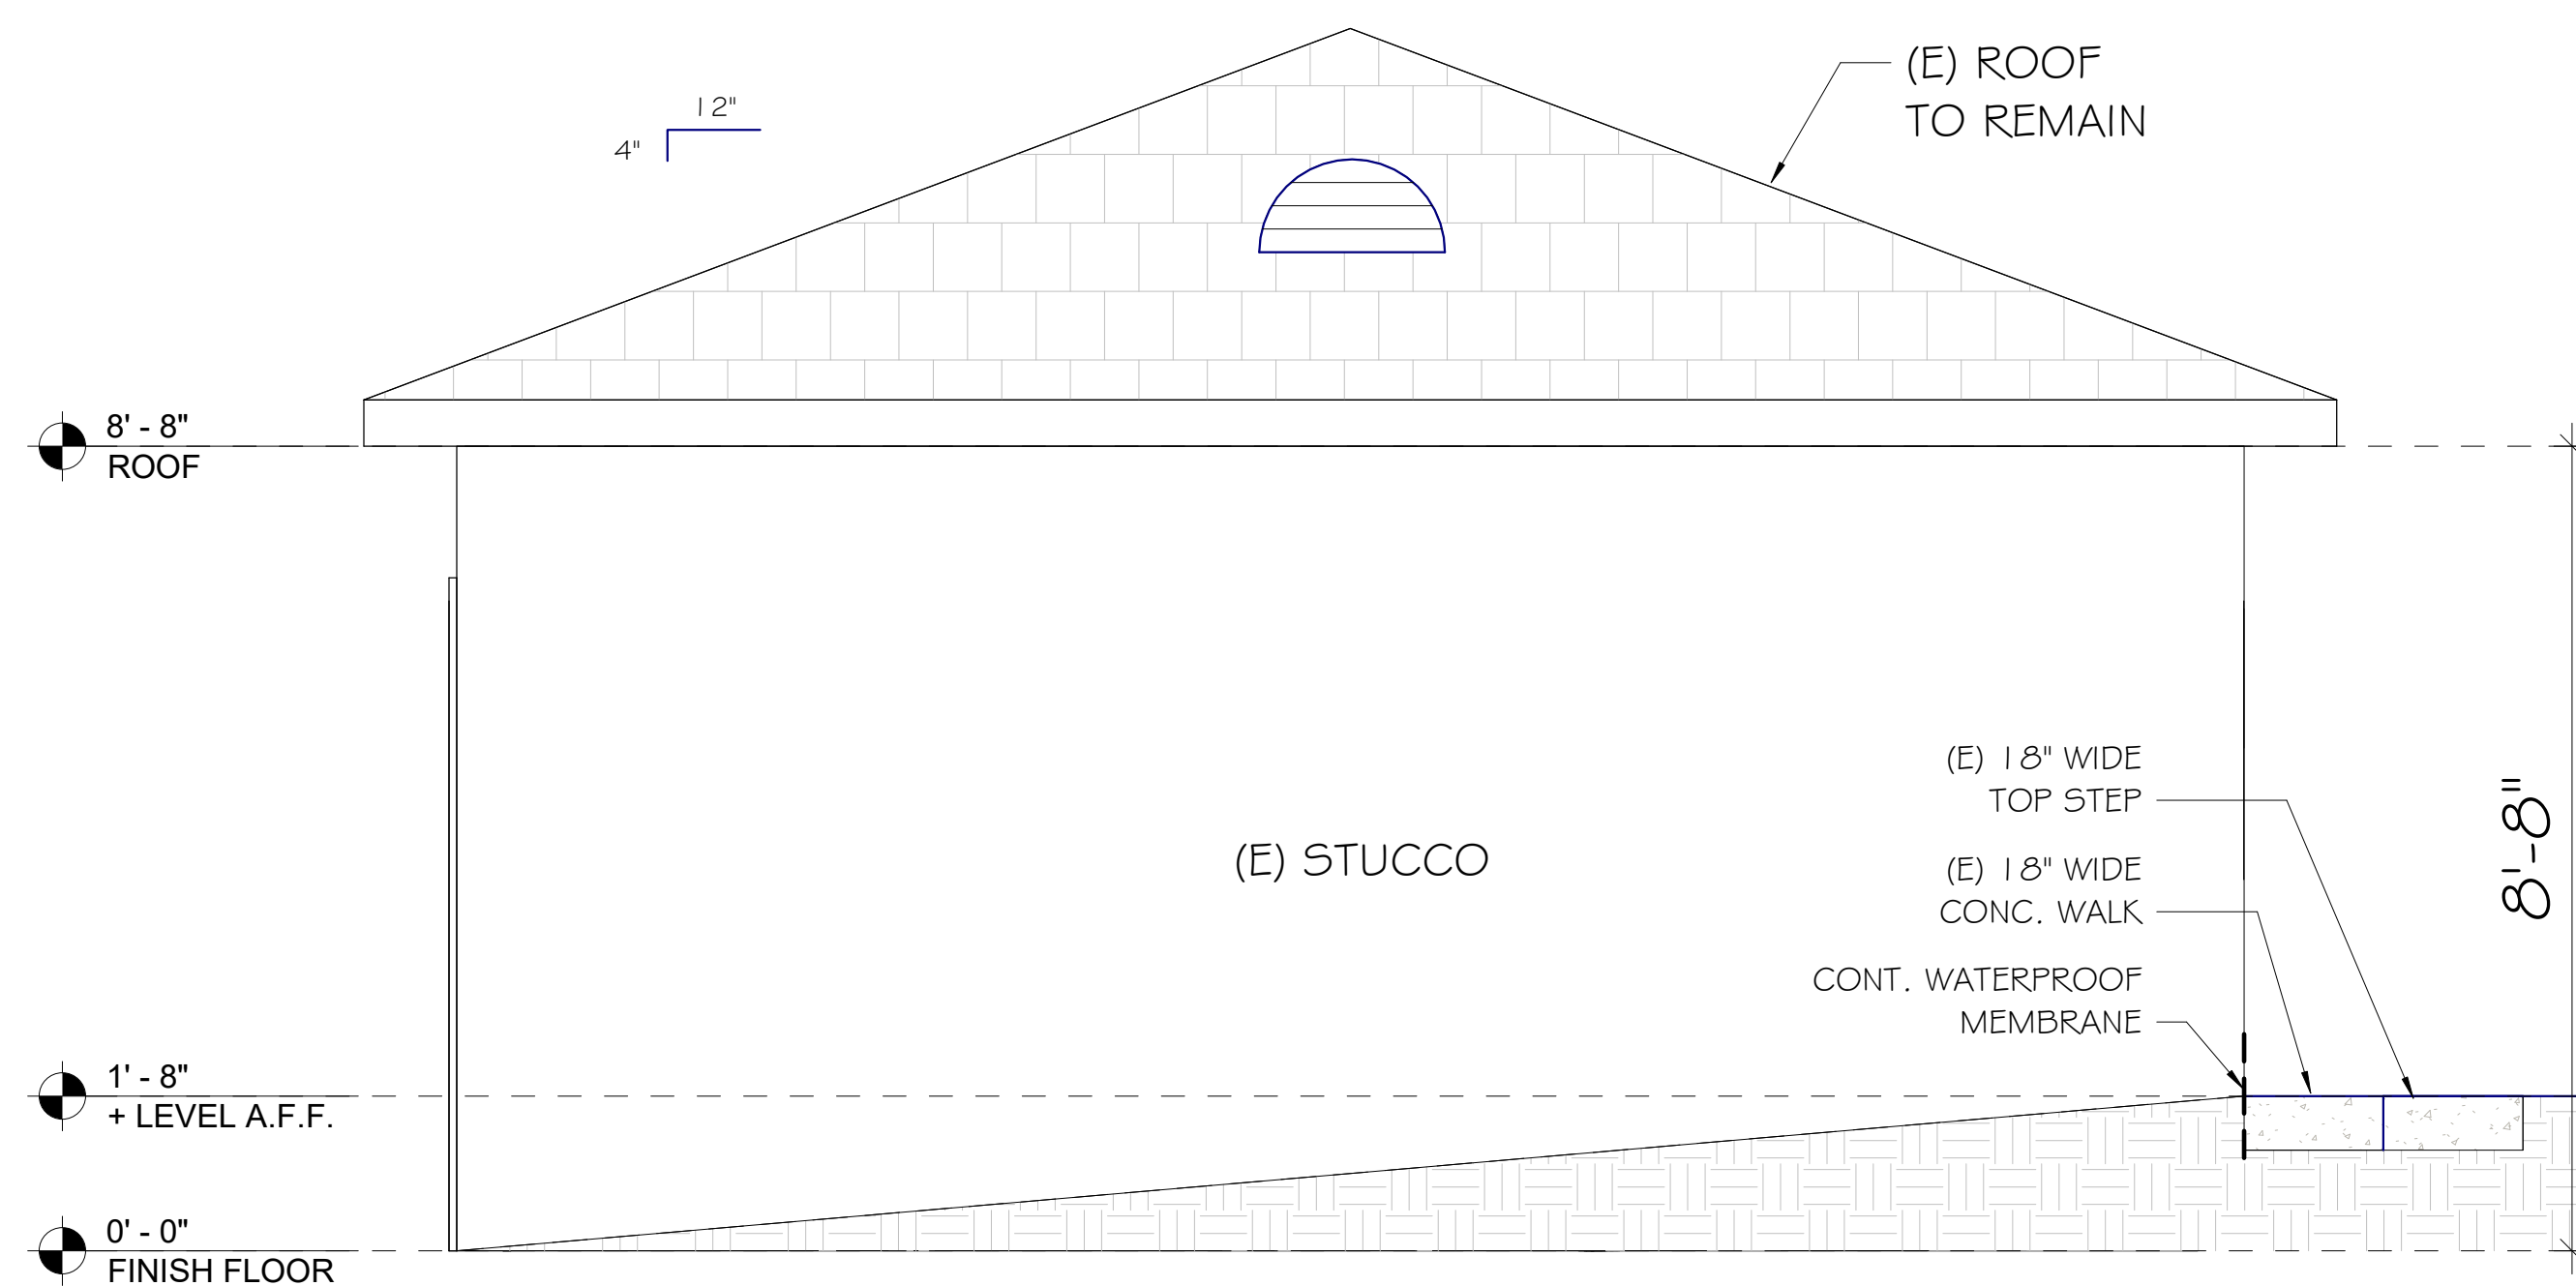 12"
4"
(E) ROOF
TO REMAIN
8' - 8"
ROOF
(E) 18" WIDE
TOP STEP
(E) STUCCO
(E) 18" WIDE
CONC. WALK
8'-8"
CONT. WATERPROOF
MEMBRANE
1' - 8"
+ LEVEL A.F.F.
0' - 0"
FINISH FLOOR